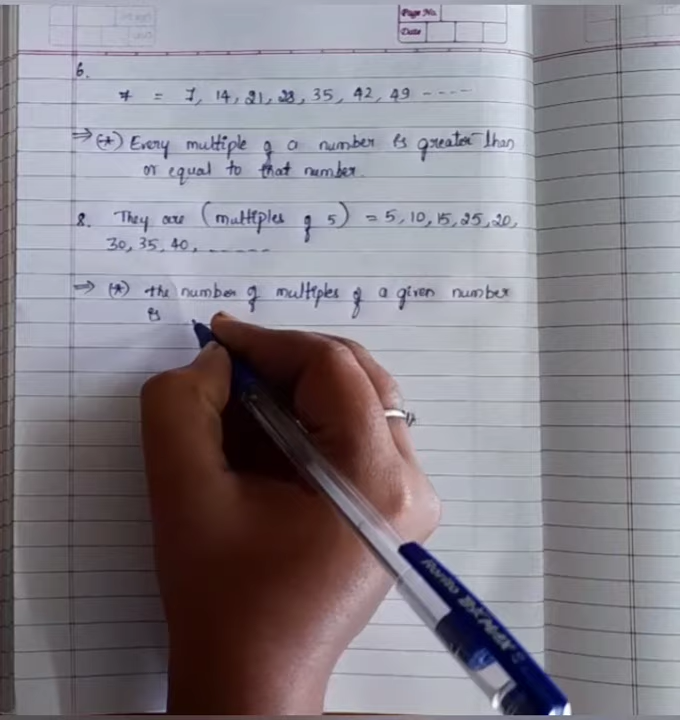 Page No.
Date
6.
7 = 7, 14, 21, 28, 35, 42, 49 -----
⇒ (*) Every multiple of a number is greater than
or equal to that number.
8. They are (multiples of 5) = 5, 10, 15, 25, 20,
30, 35, 40, ------
⇒ (*) the number of multiples of a given number
is